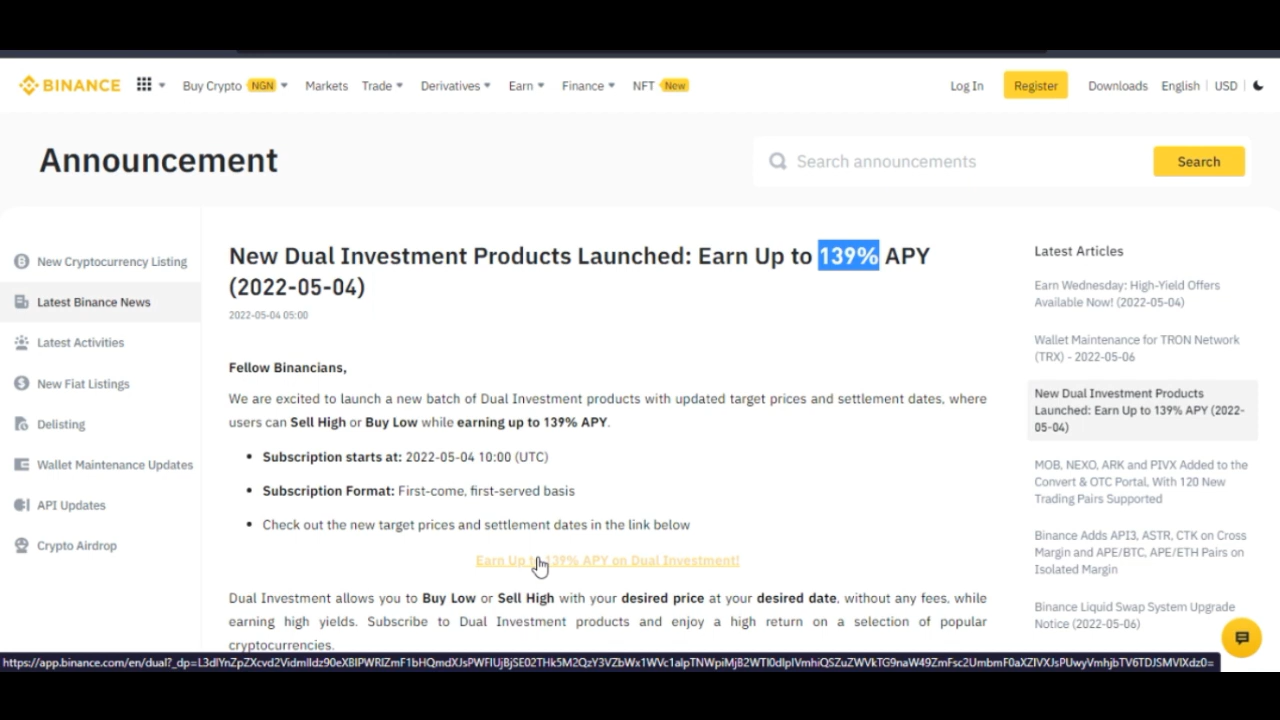 BINANCE
Buy Crypto NGN Markets Trade Derivatives Earn Finance NFT New
Log In Register Downloads English | USD
Announcement
Search announcements
Search
New Cryptocurrency Listing
Latest Binance News
Latest Activities
New Fiat Listings
Delisting
Wallet Maintenance Updates
API Updates
Crypto Airdrop
New Dual Investment Products Launched: Earn Up to 139% APY
(2022-05-04)
2022-05-04 05:00
Fellow Binancians,
We are excited to launch a new batch of Dual Investment products with updated target prices and settlement dates, where
users can Sell High or Buy Low while earning up to 139% APY.
• Subscription starts at: 2022-05-04 10:00 (UTC)
• Subscription Format: First-come, first-served basis
• Check out the new target prices and settlement dates in the link below
Earn Up to 139% APY on Dual Investment!
Dual Investment allows you to Buy Low or Sell High with your desired price at your desired date, without any fees, while
earning high yields. Subscribe to Dual Investment products and enjoy a high return on a selection of popular
cryptocurrencies.
Latest Articles
Earn Wednesday: High-Yield Offers
Available Now! (2022-05-04)
Wallet Maintenance for TRON Network
(TRX) - 2022-05-06
New Dual Investment Products
Launched: Earn Up to 139% APY (2022-
05-04)
MOB, NEXO, ARK and PIVX Added to the
Convert & OTC Portal, With 120 New
Trading Pairs Supported
Binance Adds API3, ASTR, CTK on Cross
Margin and APE/BTC, APE/ETH Pairs on
Isolated Margin
Binance Liquid Swap System Upgrade
Notice (2022-05-06)